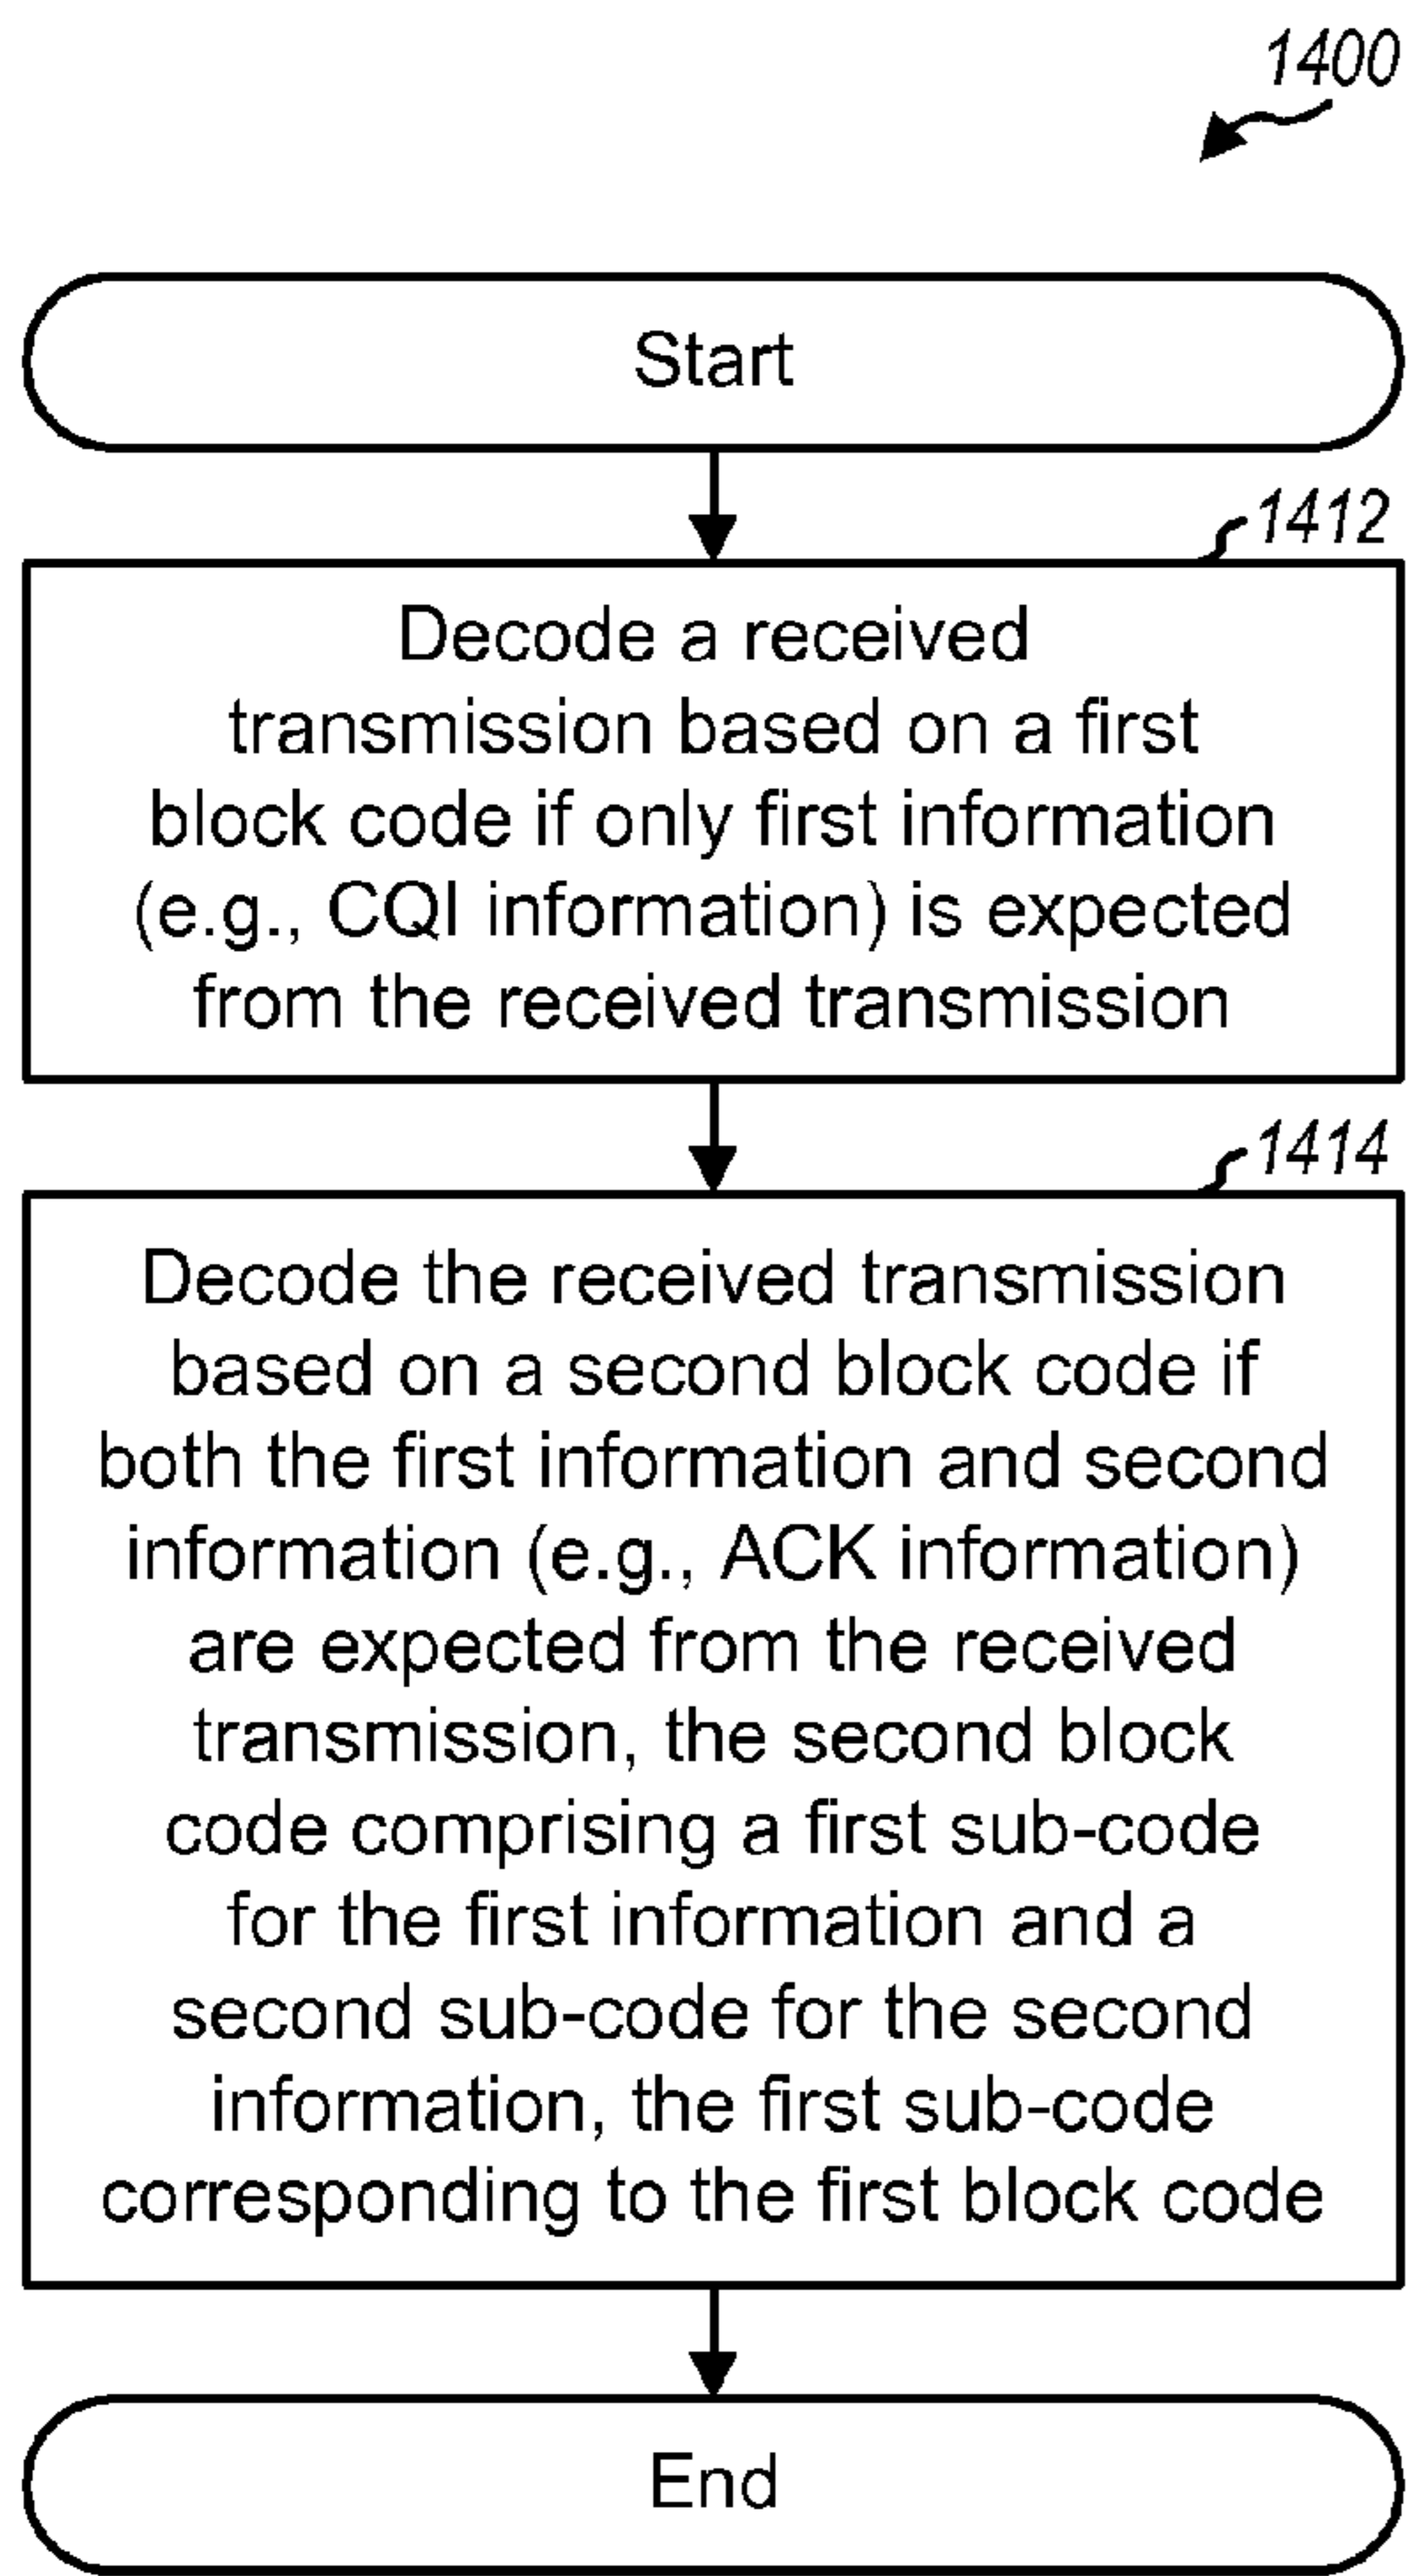 1400
Start
1412
Decode a received
transmission based on a first
block code if only first information
(e.g., CQI information) is expected
from the received transmission
1414
Decode the received transmission
based on a second block code if
both the first information and second
information (e.g., ACK information)
are expected from the received
transmission, the second block
code comprising a first sub-code
for the first information and a
second sub-code for the second
information, the first sub-code
corresponding to the first block code
End